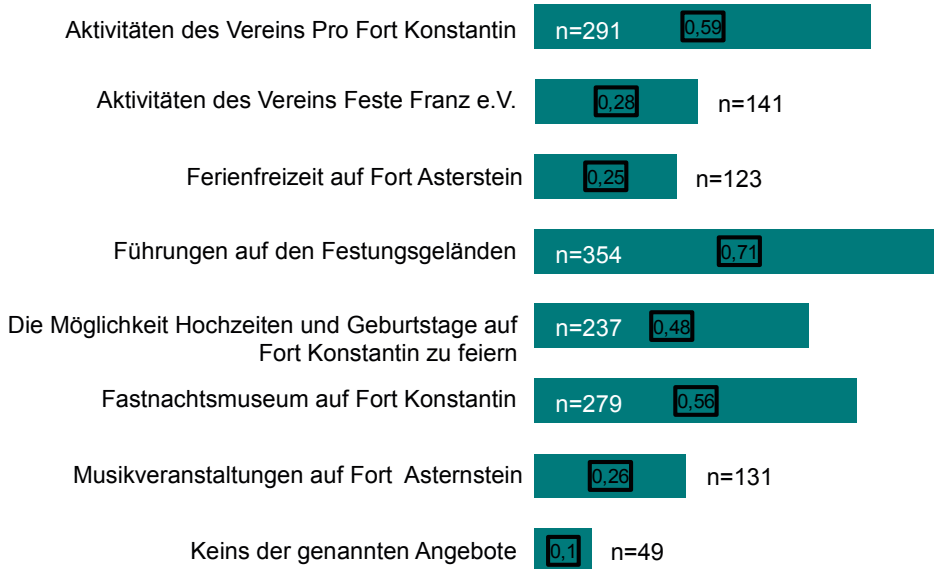 Aktivitäten des Vereins Pro Fort Konstantin n=291 0,59
Aktivitäten des Vereins Feste Franz e.V. 0,28 n=141
Ferienfreizeit auf Fort Asterstein 0,25 n=123
Führungen auf den Festungsgeländen n=354 0,71
Die Möglichkeit Hochzeiten und Geburtstage auf
Fort Konstantin zu feiern n=237 0,48
Fastnachtsmuseum auf Fort Konstantin n=279 0,56
Musikveranstaltungen auf Fort Asternstein 0,26 n=131
Keins der genannten Angebote 0,1 n=49